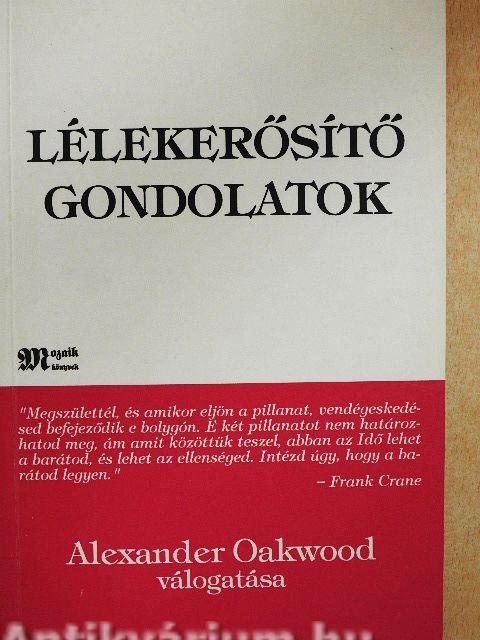 LÉLEKERŐSÍTŐ
GONDOLATOK
Mozaik
könyvek
"Megszülettél, és amikor eljön a pillanat, vendégeskedé-
sed befejeződik e bolygón. E két pillanatot nem határoz-
hatod meg, ám amit közöttük teszel, abban az Idő lehet
a barátod, és lehet az ellenséged. Intézd úgy, hogy a ba-
rátod legyen."
– Frank Crane
Alexander Oakwood
válogatása
Antikvárium.hu